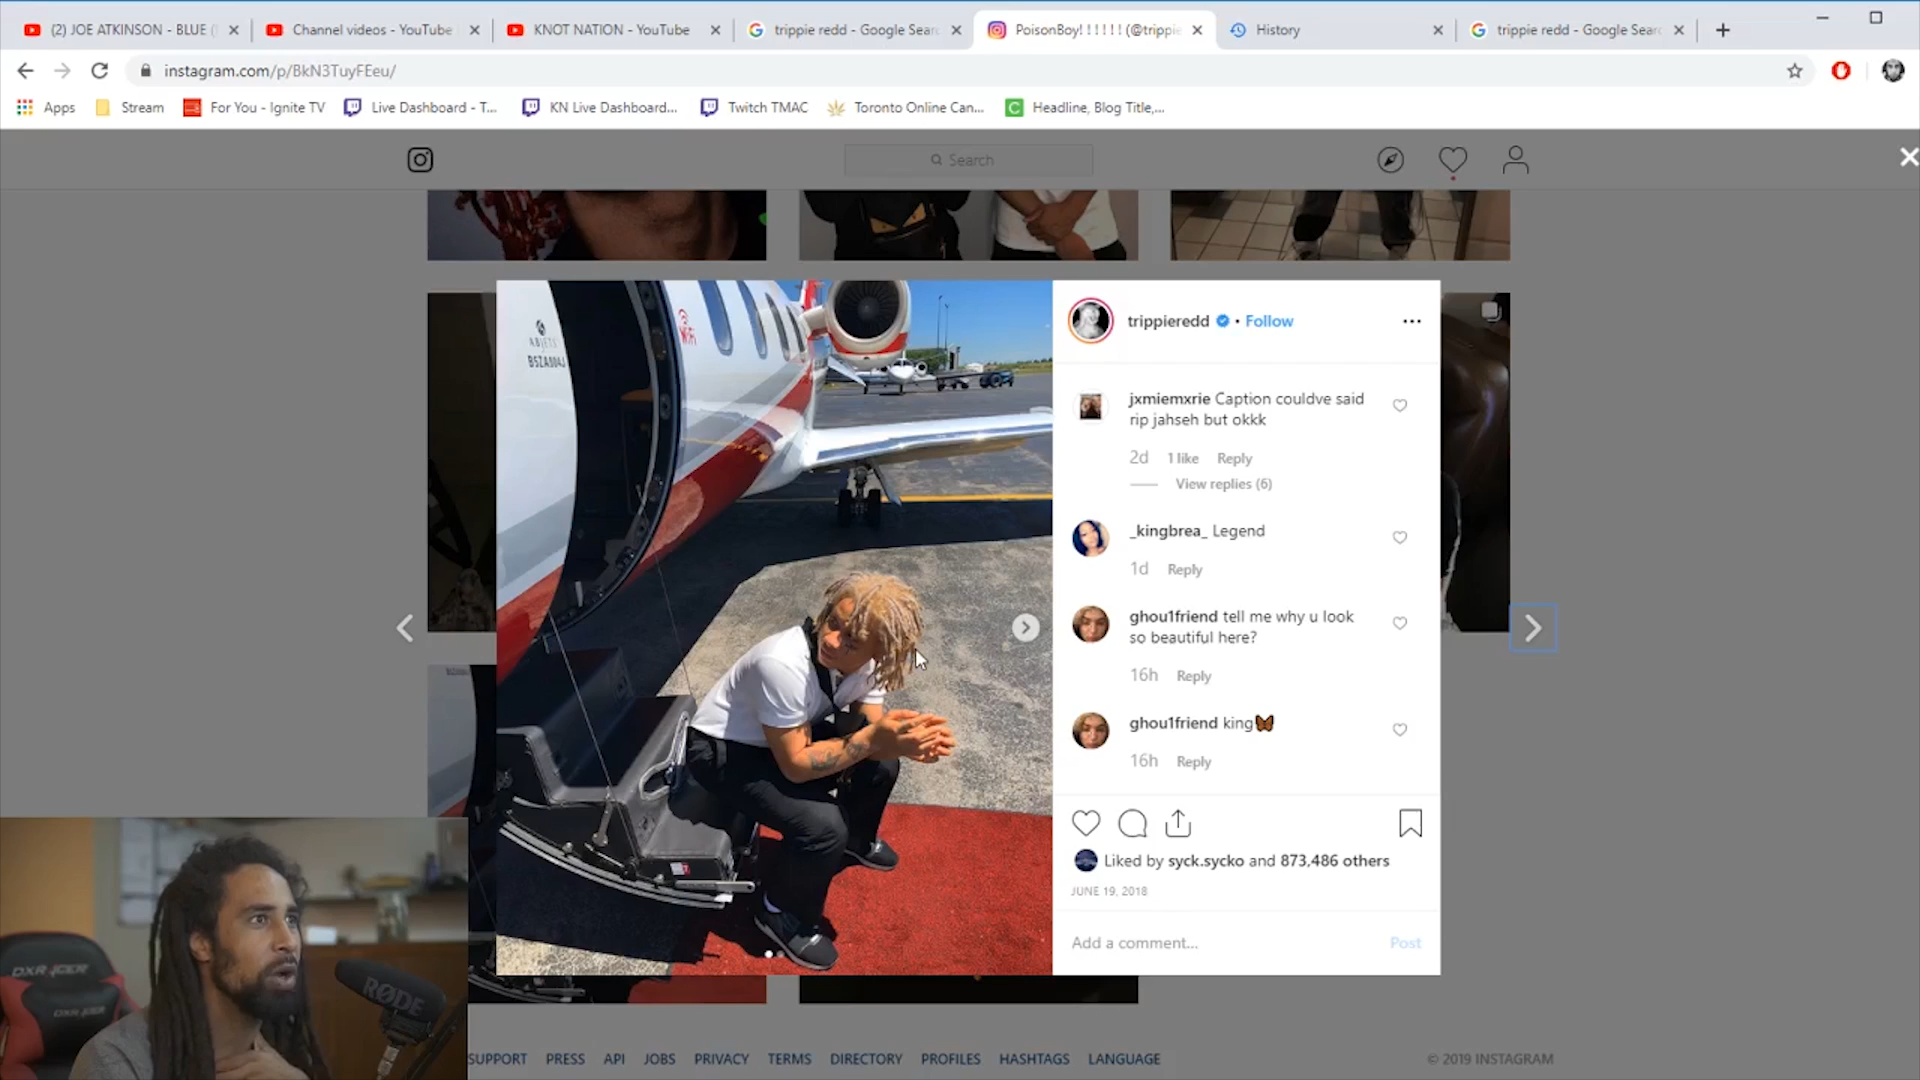 (2) JOE ATKINSON - BLUE (
Channel videos - YouTube
KNOT NATION - YouTube
trippie redd - Google Searc
PoisonBoy! ! ! ! ! ! (@trippie
History
trippie redd - Google Searc
instagram.com/p/BkN3TuyFEeu/
Apps
Stream
For You - Ignite TV
Live Dashboard - T...
KN Live Dashboard...
Twitch TMAC
Toronto Online Can...
Headline, Blog Title,...
Search
WiFi
trippieredd • Follow
jxmiemxrie Caption couldve said
rip jahseh but okkk
2d 1 like Reply
View replies (6)
_kingbrea_ Legend
1d Reply
ghou1friend tell me why u look
so beautiful here?
16h Reply
ghou1friend king🦋
16h Reply
Liked by syck.sycko and 873,486 others
JUNE 19, 2018
Add a comment...
Post
DXRACER
DXRACER
RØDE
SUPPORT PRESS API JOBS PRIVACY TERMS DIRECTORY PROFILES HASHTAGS LANGUAGE
© 2019 INSTAGRAM